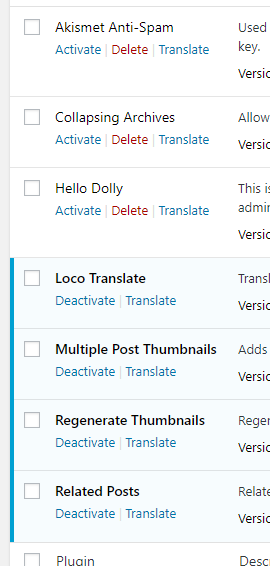 Akismet Anti-Spam Used
Activate | Delete | Translate key.
Versio
Collapsing Archives Allow
Activate | Delete | Translate
Versio
Hello Dolly This is
Activate | Delete | Translate admin
Versio
Loco Translate Transl
Deactivate | Translate
Versio
Multiple Post Thumbnails Adds
Deactivate | Translate
Versio
Regenerate Thumbnails Regen
Deactivate | Translate
Versio
Related Posts Relate
Deactivate | Translate
Versio
Plugin Descr